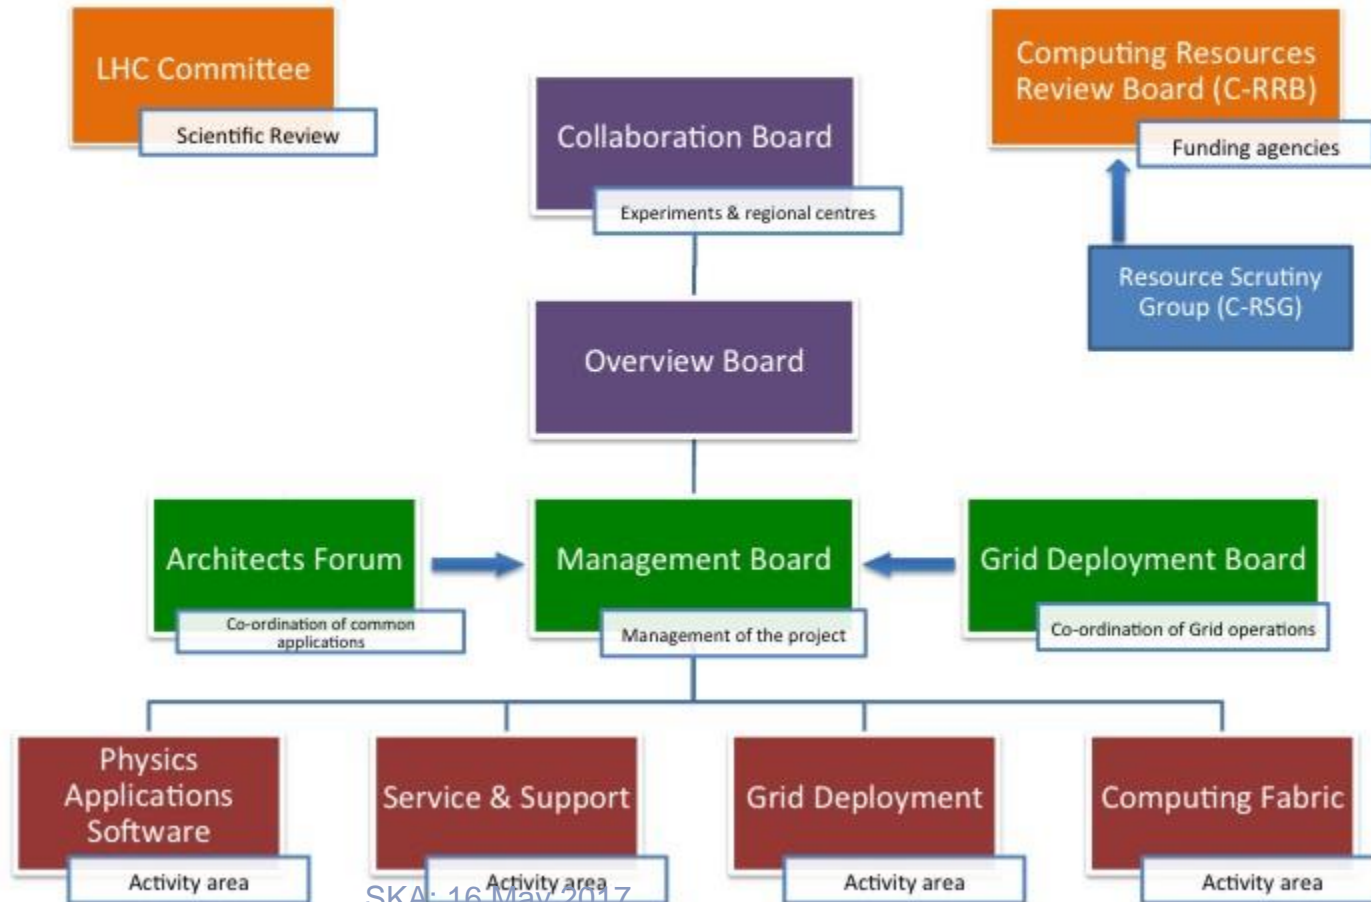 LHC Committee
Scientific Review
Computing Resources
Review Board (C-RRB)
Funding agencies
Collaboration Board
Experiments & regional centres
Resource Scrutiny
Group (C-RSG)
Overview Board
Architects Forum
Co-ordination of common
applications
Management Board
Management of the project
Grid Deployment Board
Co-ordination of Grid operations
Physics
Applications
Software
Activity area
Service & Support
Activity area
Grid Deployment
Activity area
Computing Fabric
Activity area
SKA: 16 May 2017